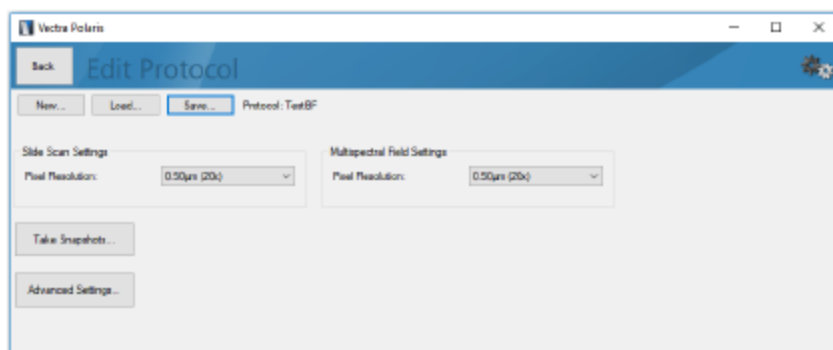 Vectra Polaris
Back Edit Protocol
New... Load... Save... Protocol: TestBF
Slide Scan Settings Multispectral Field Settings
Pixel Resolution: 0.50µm (20x) Pixel Resolution: 0.50µm (20x)
Take Snapshots...
Advanced Settings...